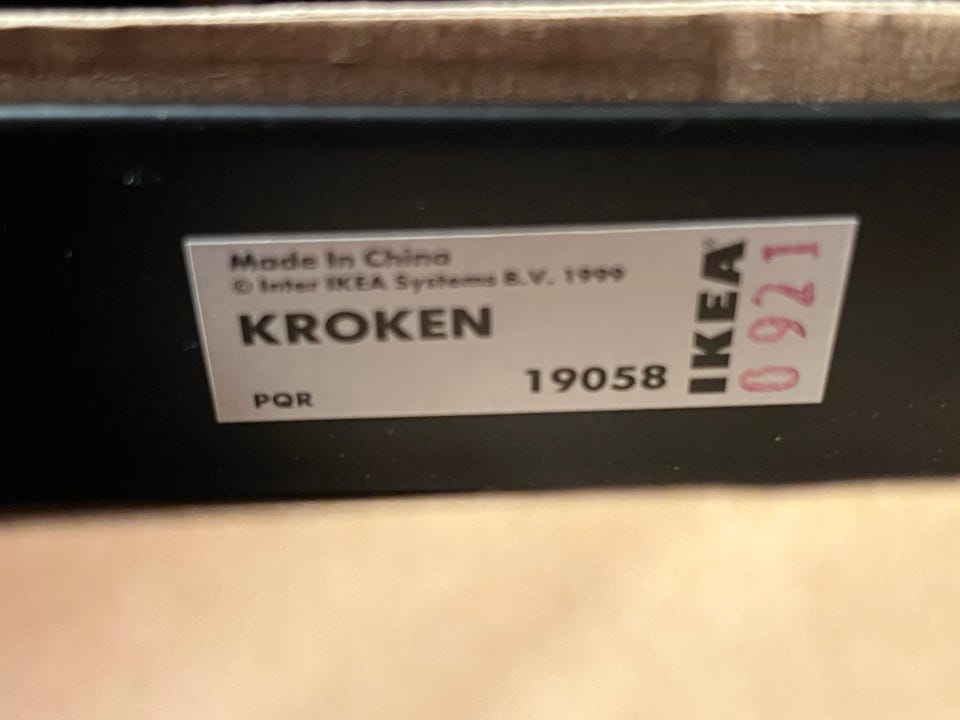 Made In China
© Inter IKEA Systems B.V. 1999
KROKEN
19058
PQR
IKEA®
0921